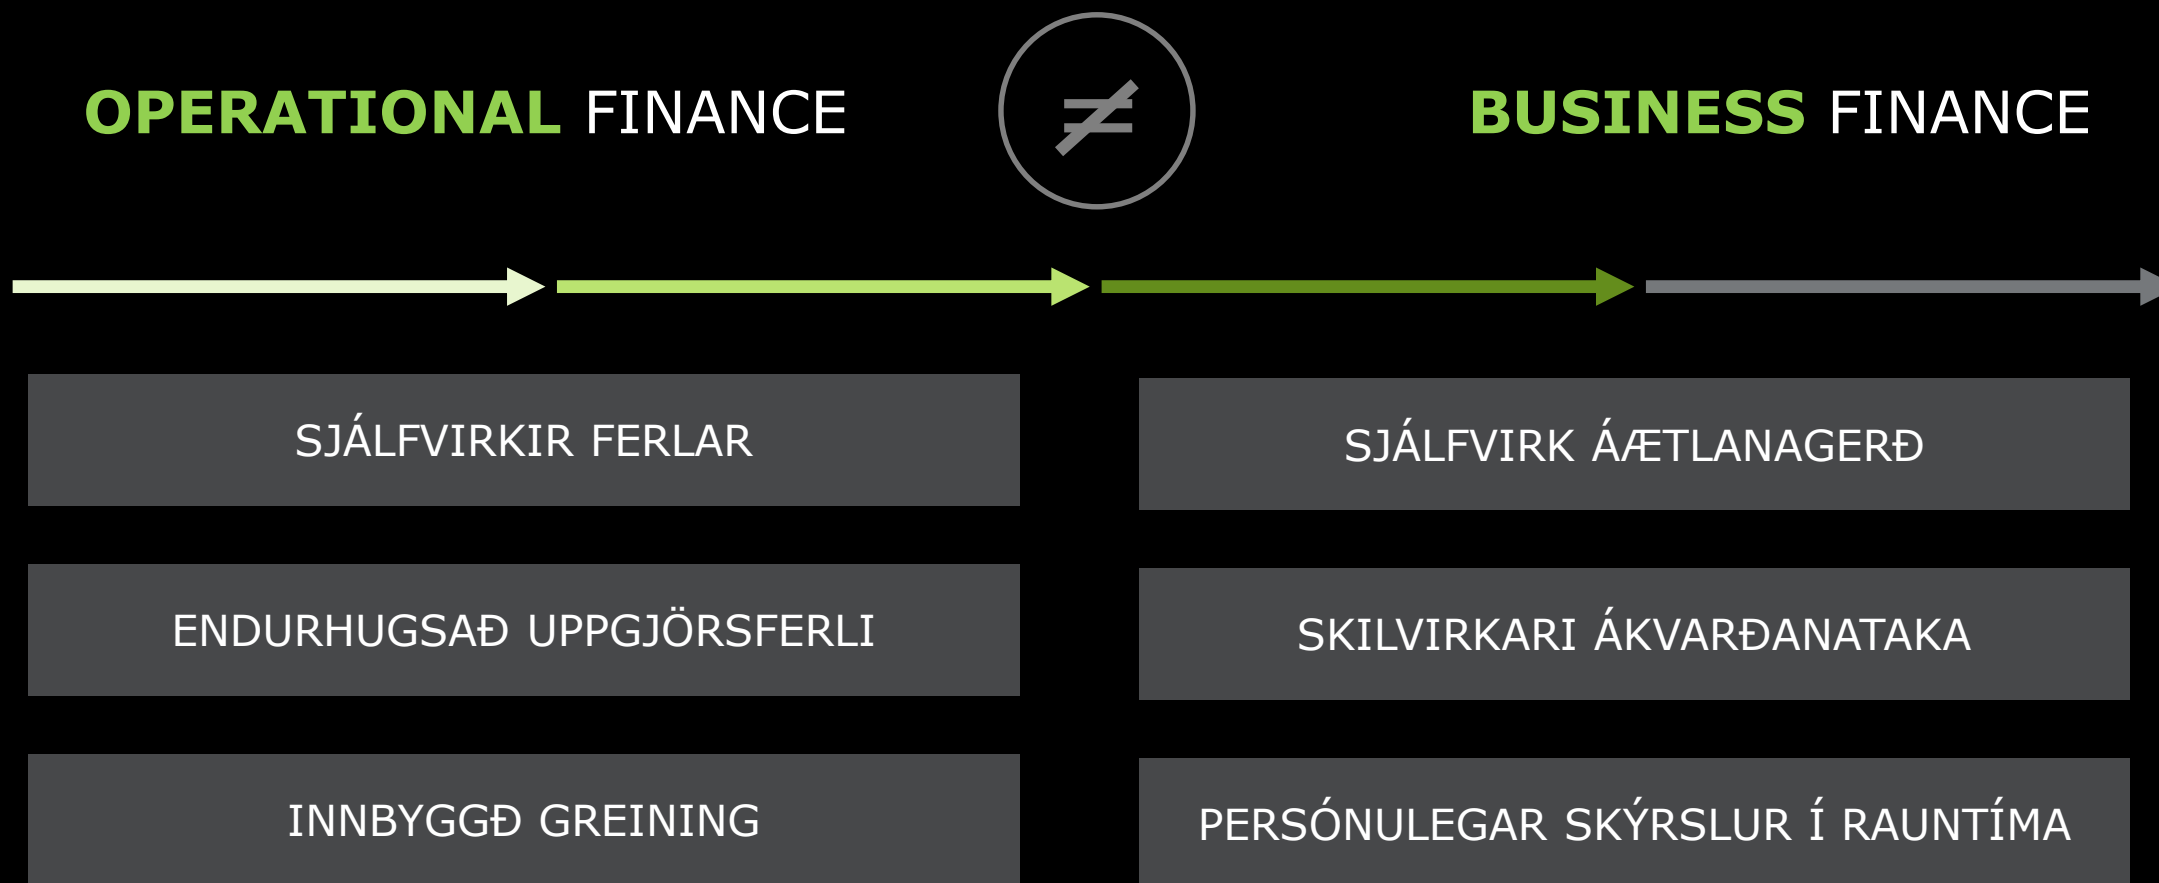 OPERATIONAL FINANCE
≠
BUSINESS FINANCE
SJÁLFVIRKIR FERLAR
SJÁLFVIRK ÁÆTLANAGERÐ
ENDURHUGSAÐ UPPGJÖRSFERLI
SKILVIRKARI ÁKVARÐANATAKA
INNBYGGÐ GREINING
PERSÓNULEGAR SKÝRSLUR Í RAUNTÍMA